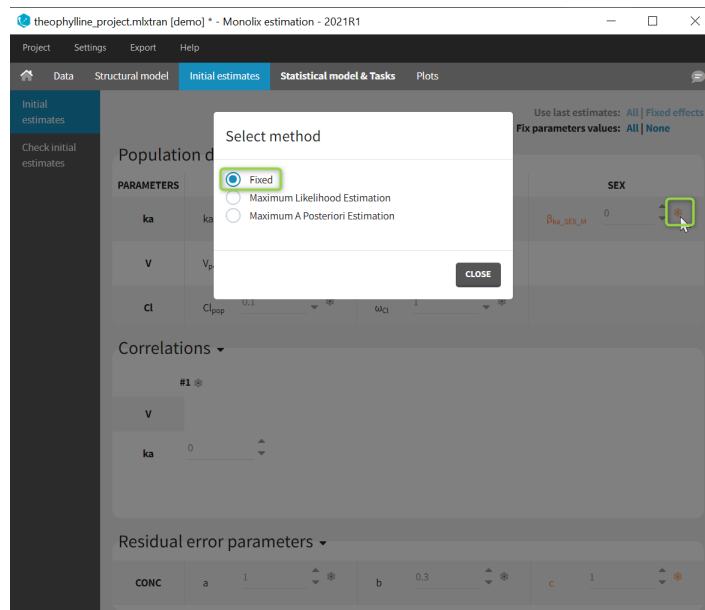 theophylline_project.mlxtran [demo] * - Monolix estimation - 2021R1
Project Settings Export Help
Data Structural model Initial estimates Statistical model & Tasks Plots
Initial
estimates
Check initial
estimates
Use last estimates: All | Fixed effects
Fix parameters values: All | None
Select method
Fixed
Maximum Likelihood Estimation
Maximum A Posteriori Estimation
CLOSE
Population d
PARAMETERS SEX
ka ka βka_SEX_M 0
V Vp
Cl Clpop 0.1 ωCl 1
Correlations
#1
V
ka 0
Residual error parameters
CONC a 1 b 0.3 c 1